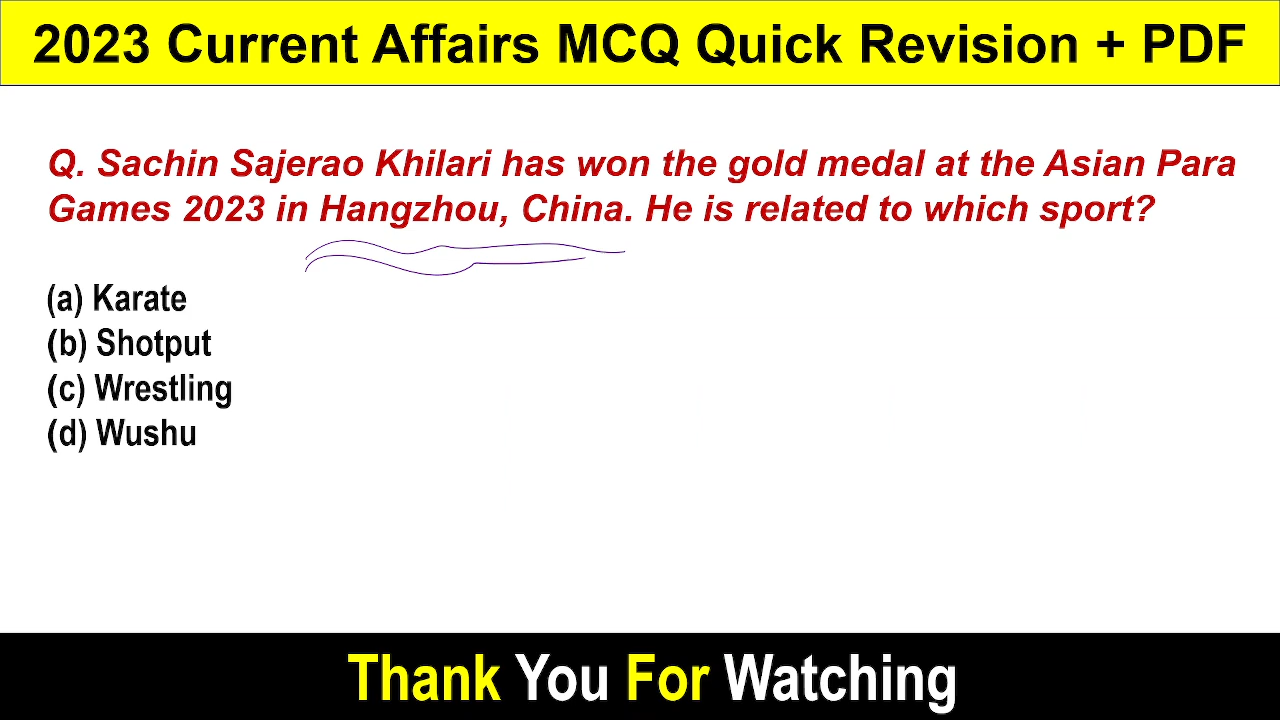 2023 Current Affairs MCQ Quick Revision + PDF
Q. Sachin Sajerao Khilari has won the gold medal at the Asian Para
Games 2023 in Hangzhou, China. He is related to which sport?
(a) Karate
(b) Shotput
(c) Wrestling
(d) Wushu
Thank You For Watching